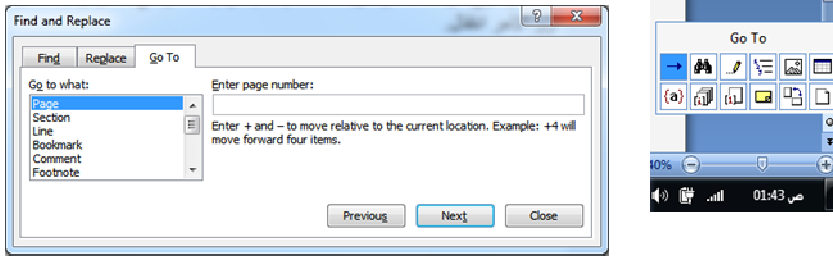 Find and Replace
Find Replace Go To
Go to what:
Page
Section
Line
Bookmark
Comment
Footnote
Enter page number:
Enter + and – to move relative to the current location. Example: +4 will
move forward four items.
Previous Next Close
Go To
{a}
40%
01:43 ص